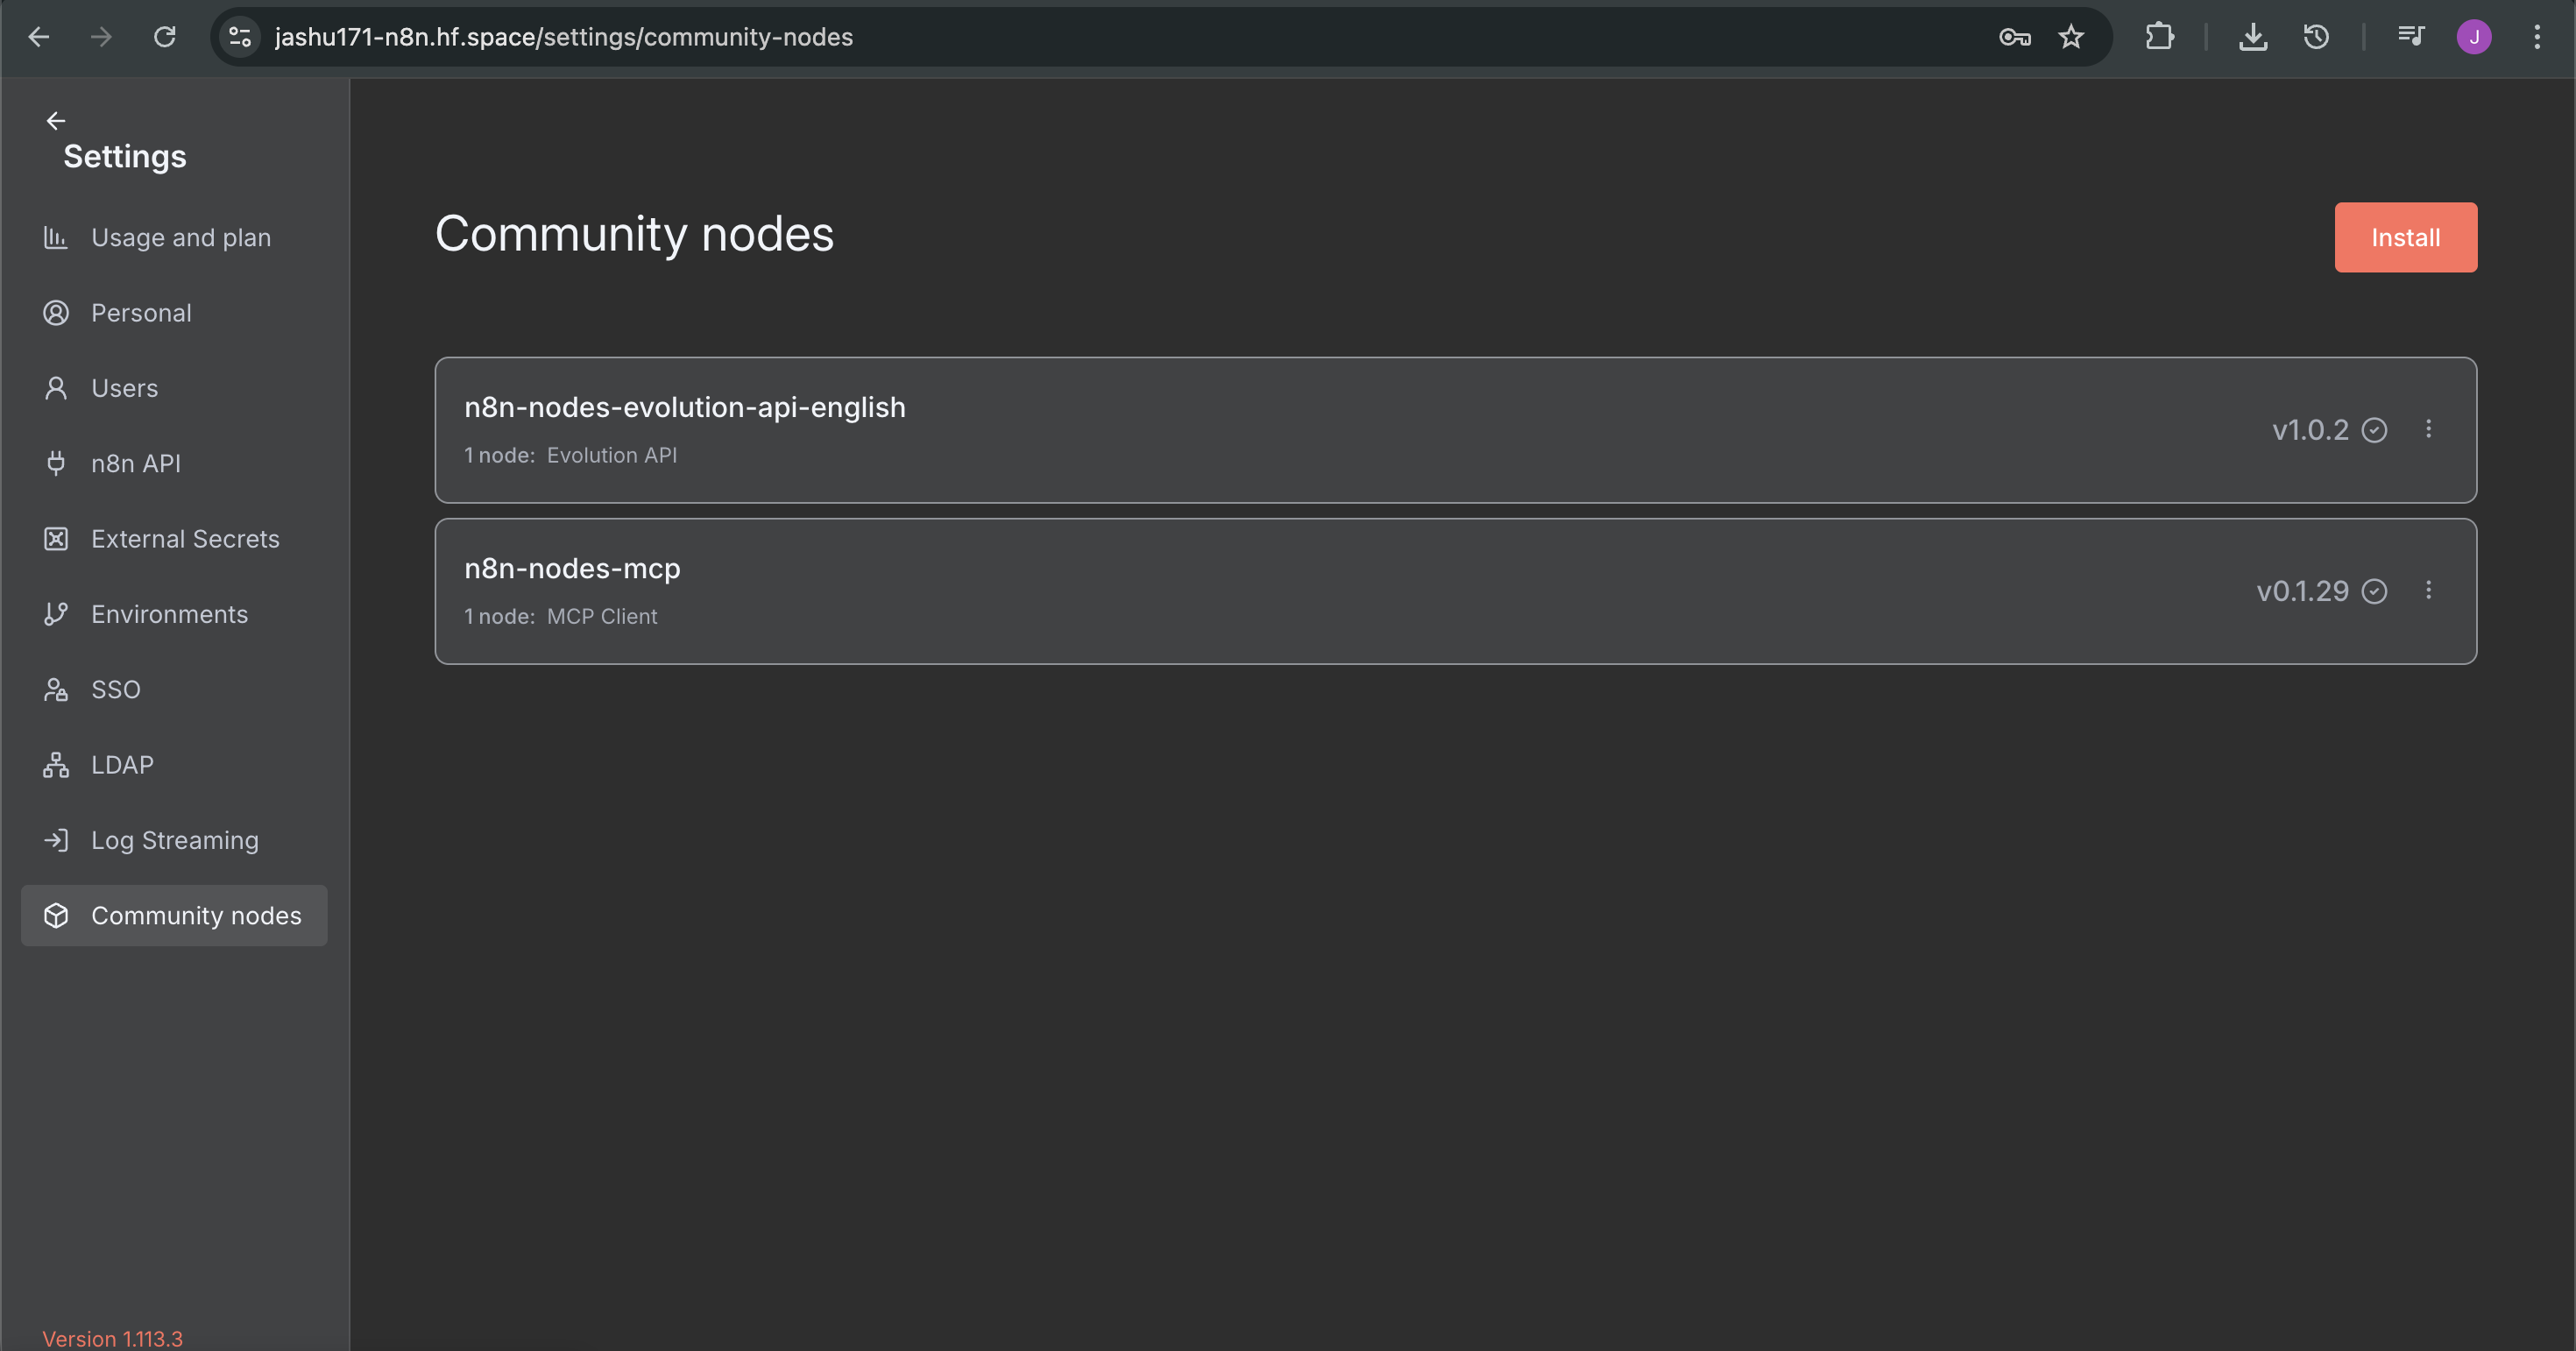 jashu171-n8n.hf.space/settings/community-nodes
J
Settings
Usage and plan
Personal
Users
n8n API
External Secrets
Environments
SSO
LDAP
Log Streaming
Community nodes
Version 1.113.3
Community nodes
Install
n8n-nodes-evolution-api-english
1 node: Evolution API
v1.0.2
n8n-nodes-mcp
1 node: MCP Client
v0.1.29